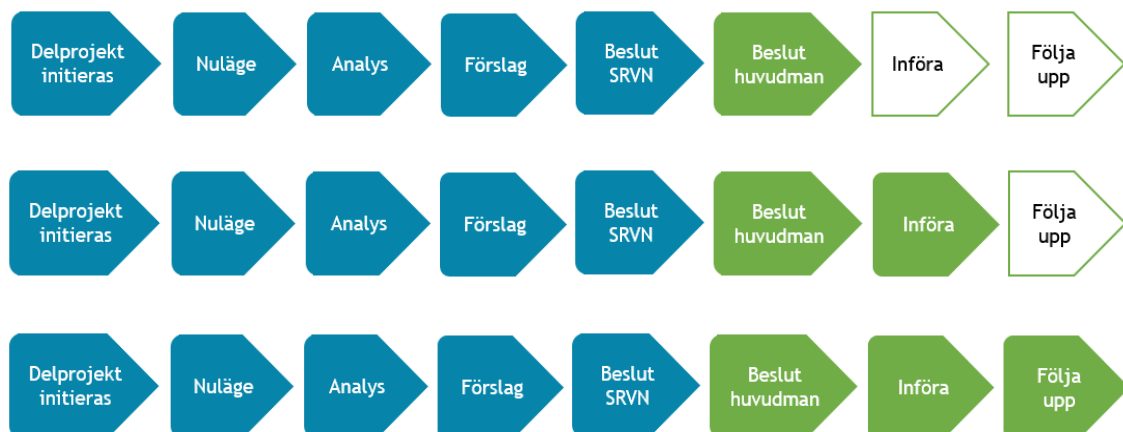 Delprojekt
initieras
Nuläge
Analys
Förslag
Beslut
SRVN
Beslut
huvudman
Införa
Följa
upp
Delprojekt
initieras
Nuläge
Analys
Förslag
Beslut
SRVN
Beslut
huvudman
Införa
Följa
upp
Delprojekt
initieras
Nuläge
Analys
Förslag
Beslut
SRVN
Beslut
huvudman
Införa
Följa
upp